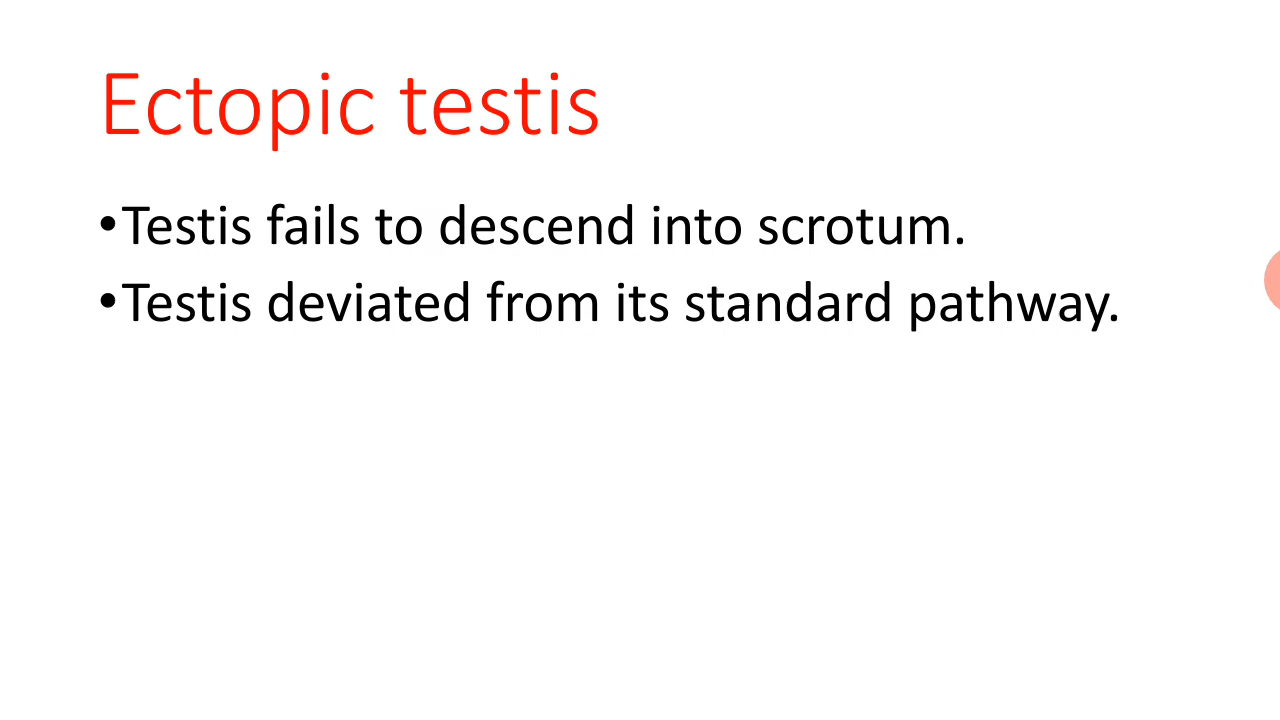 Ectopic testis
•Testis fails to descend into scrotum.
•Testis deviated from its standard pathway.